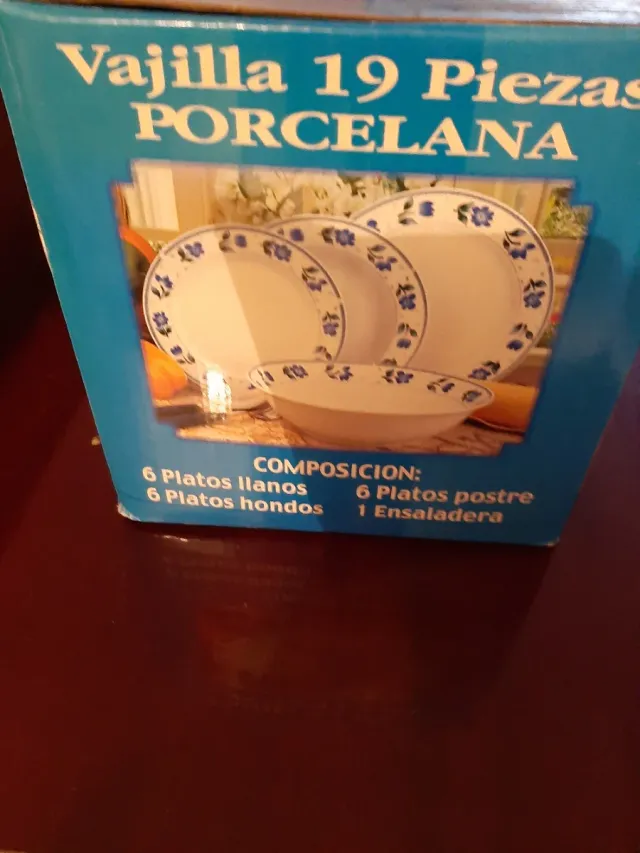 Vajilla 19 Piezas
PORCELANA
COMPOSICION:
6 Platos llanos
6 Platos hondos
6 Platos postre
1 Ensaladera